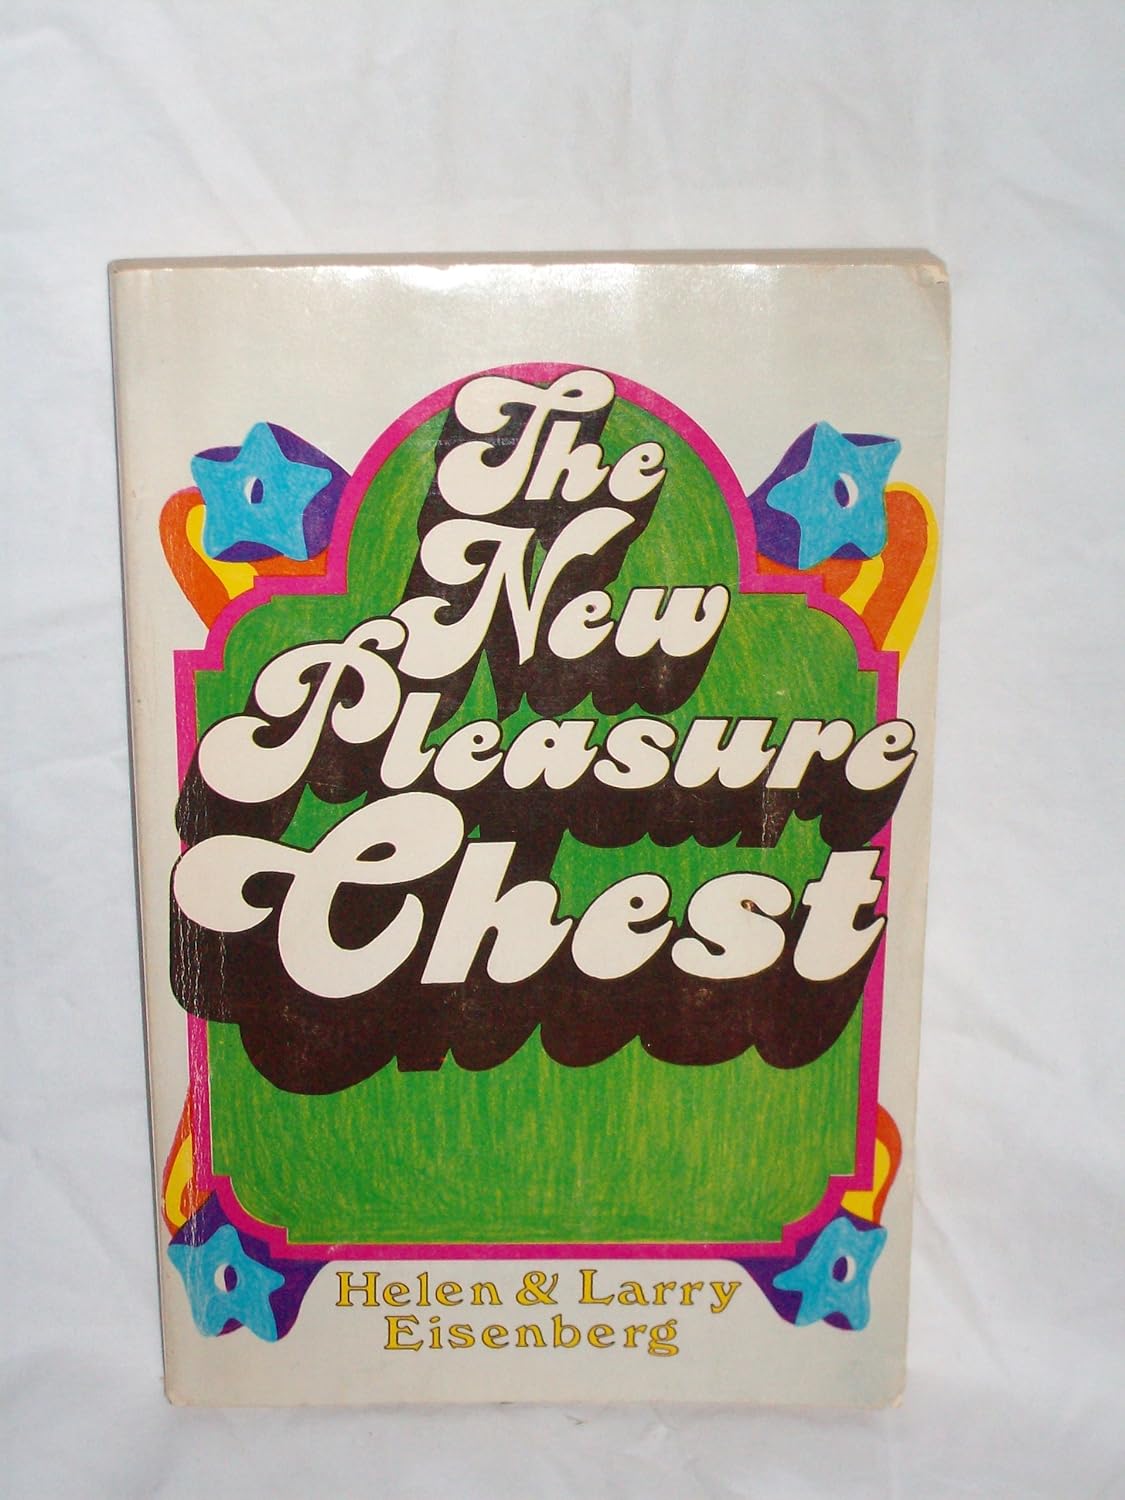 The
New
Pleasure
Chest
Helen & Larry
Eisenberg